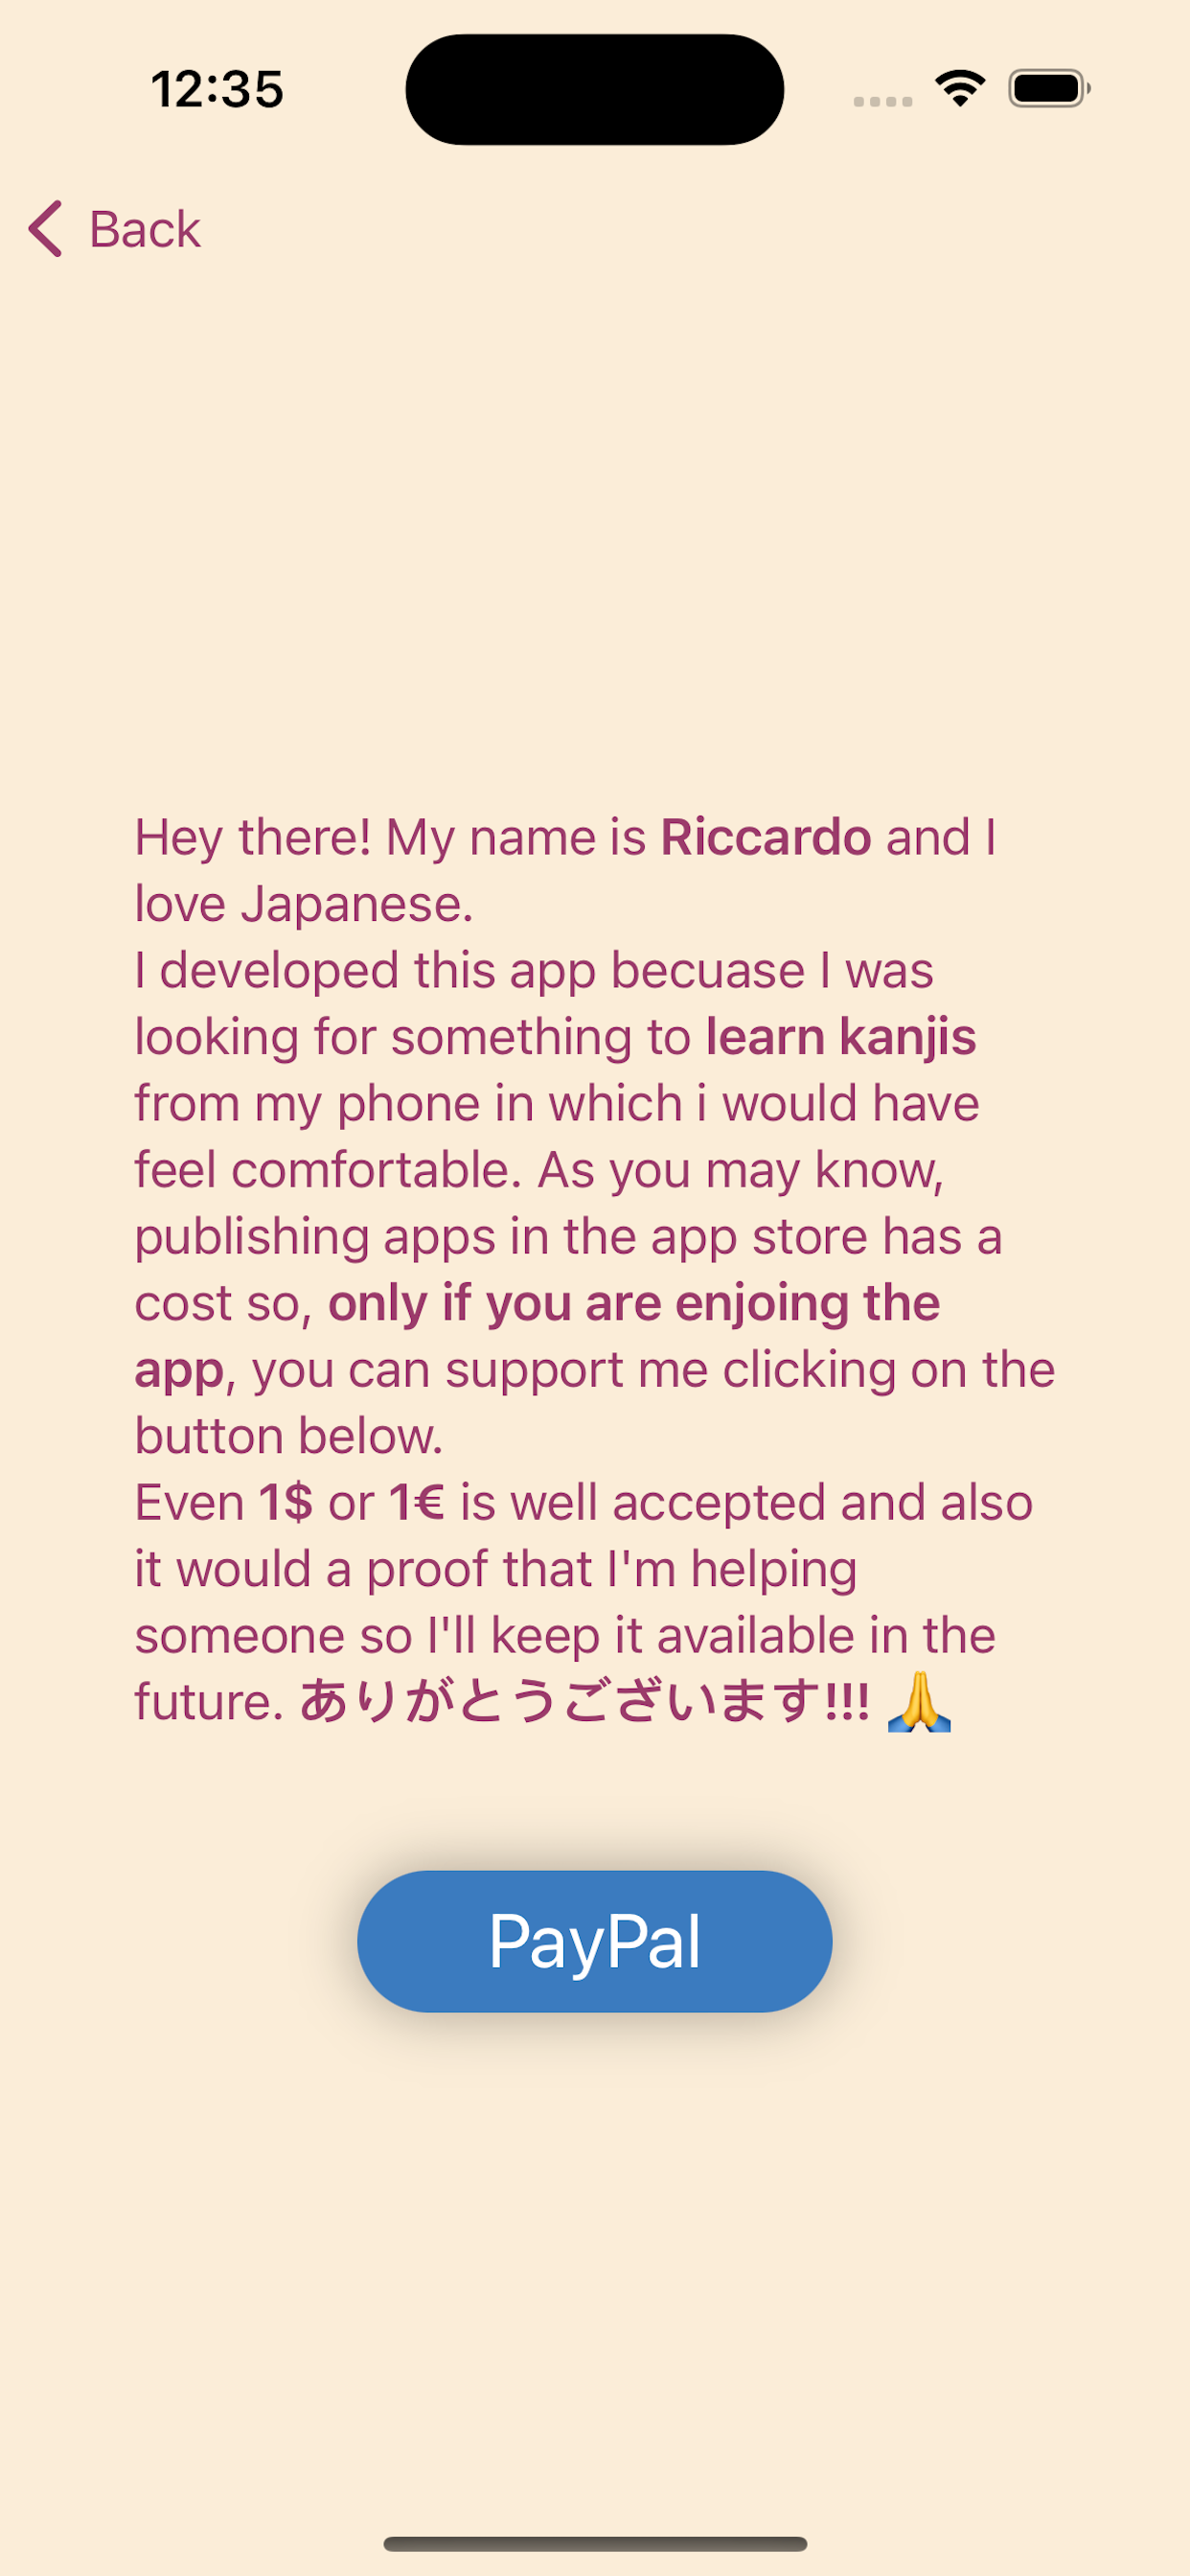 12:35
Back
Hey there! My name is Riccardo and I
love Japanese.
I developed this app becuase I was
looking for something to learn kanjis
from my phone in which i would have
feel comfortable. As you may know,
publishing apps in the app store has a
cost so, only if you are enjoing the
app, you can support me clicking on the
button below.
Even 1$ or 1€ is well accepted and also
it would a proof that I'm helping
someone so I'll keep it available in the
future. ありがとうございます!!! 🙏
PayPal